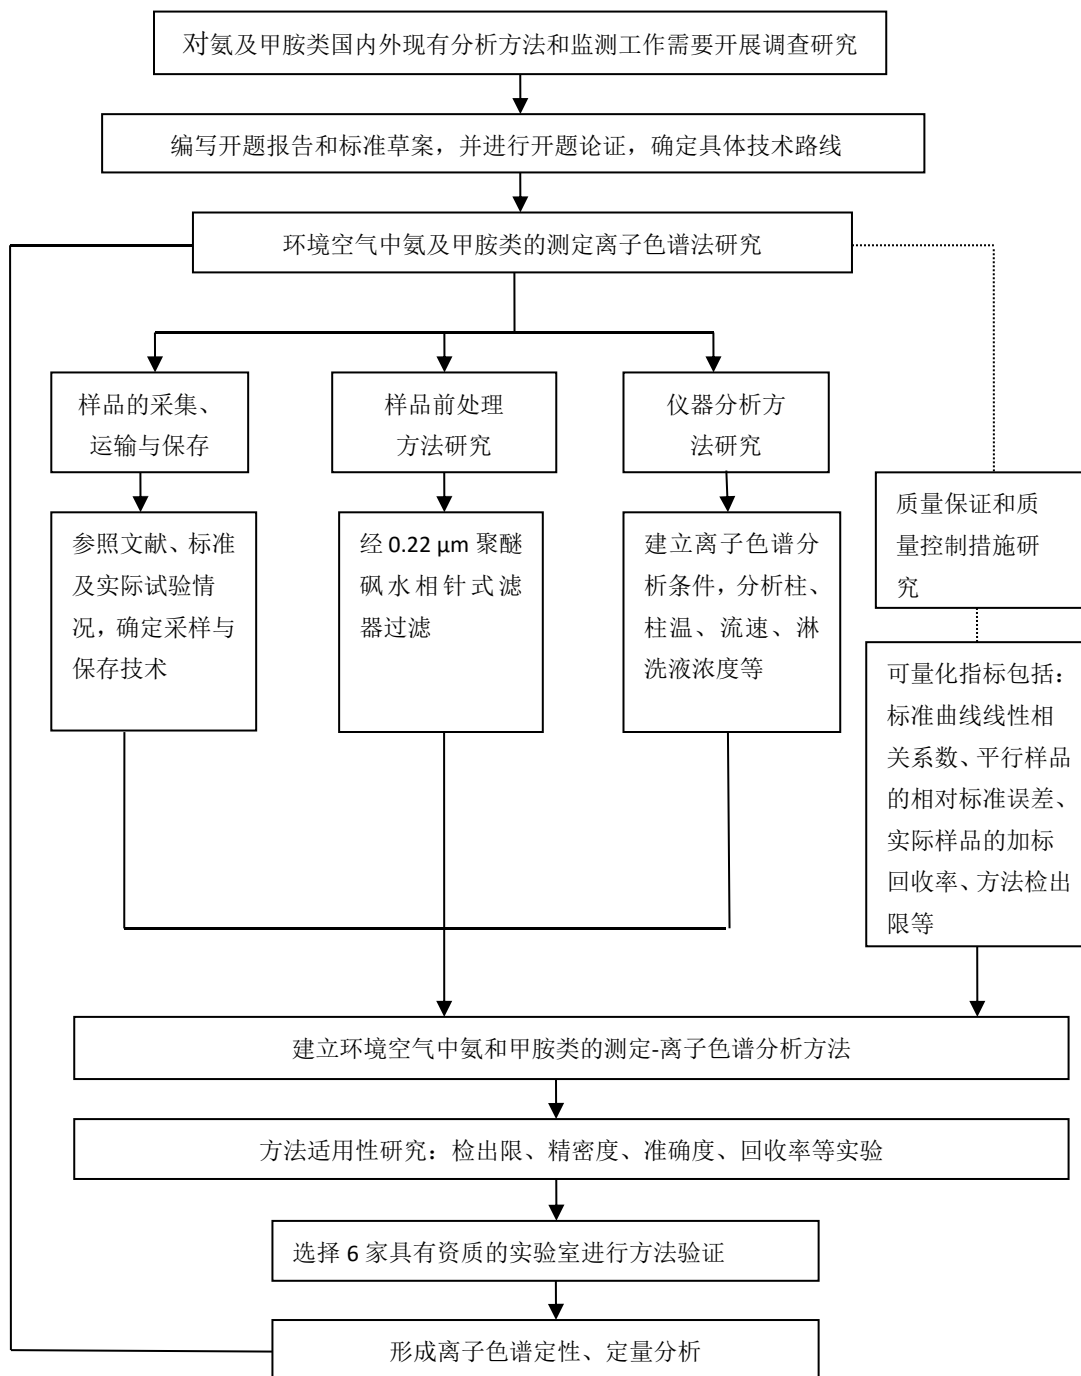 对氨及甲胺类国内外现有分析方法和监测工作需要开展调查研究
编写开题报告和标准草案，并进行开题论证，确定具体技术路线
环境空气中氨及甲胺类的测定离子色谱法研究
样品的采集、
运输与保存
样品前处理
方法研究
仪器分析方
法研究
参照文献、标准
及实际试验情
况，确定采样与
保存技术
经 0.22 μm 聚醚
砜水相针式滤
器过滤
建立离子色谱分
析条件，分析柱、
柱温、流速、淋
洗液浓度等
质量保证和质
量控制措施研
究
可量化指标包括：
标准曲线线性相
关系数、平行样品
的相对标准误差、
实际样品的加标
回收率、方法检出
限等
建立环境空气中氨和甲胺类的测定-离子色谱分析方法
方法适用性研究：检出限、精密度、准确度、回收率等实验
选择 6 家具有资质的实验室进行方法验证
形成离子色谱定性、定量分析